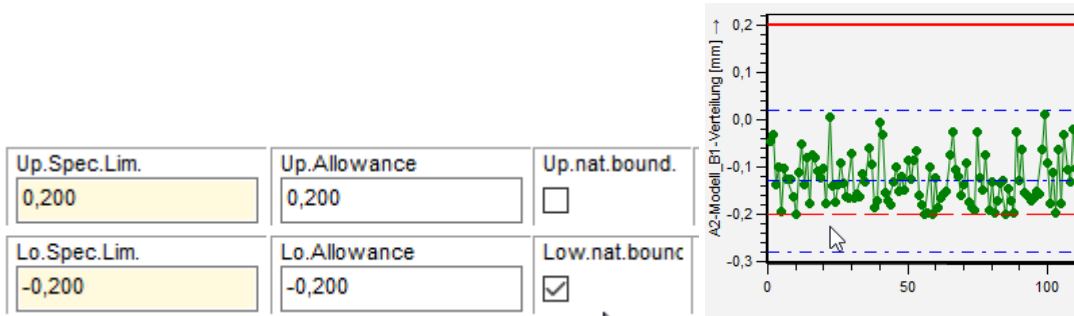 Up.Spec.Lim. Up.Allowance Up.nat.bound.
0,200 0,200
Lo.Spec.Lim. Lo.Allowance Low.nat.bounc
-0,200 -0,200
A2-Modell_B1-Verteilung [mm] →
0,2
0,1
0,0
-0,1
-0,2
-0,3
0 50 100